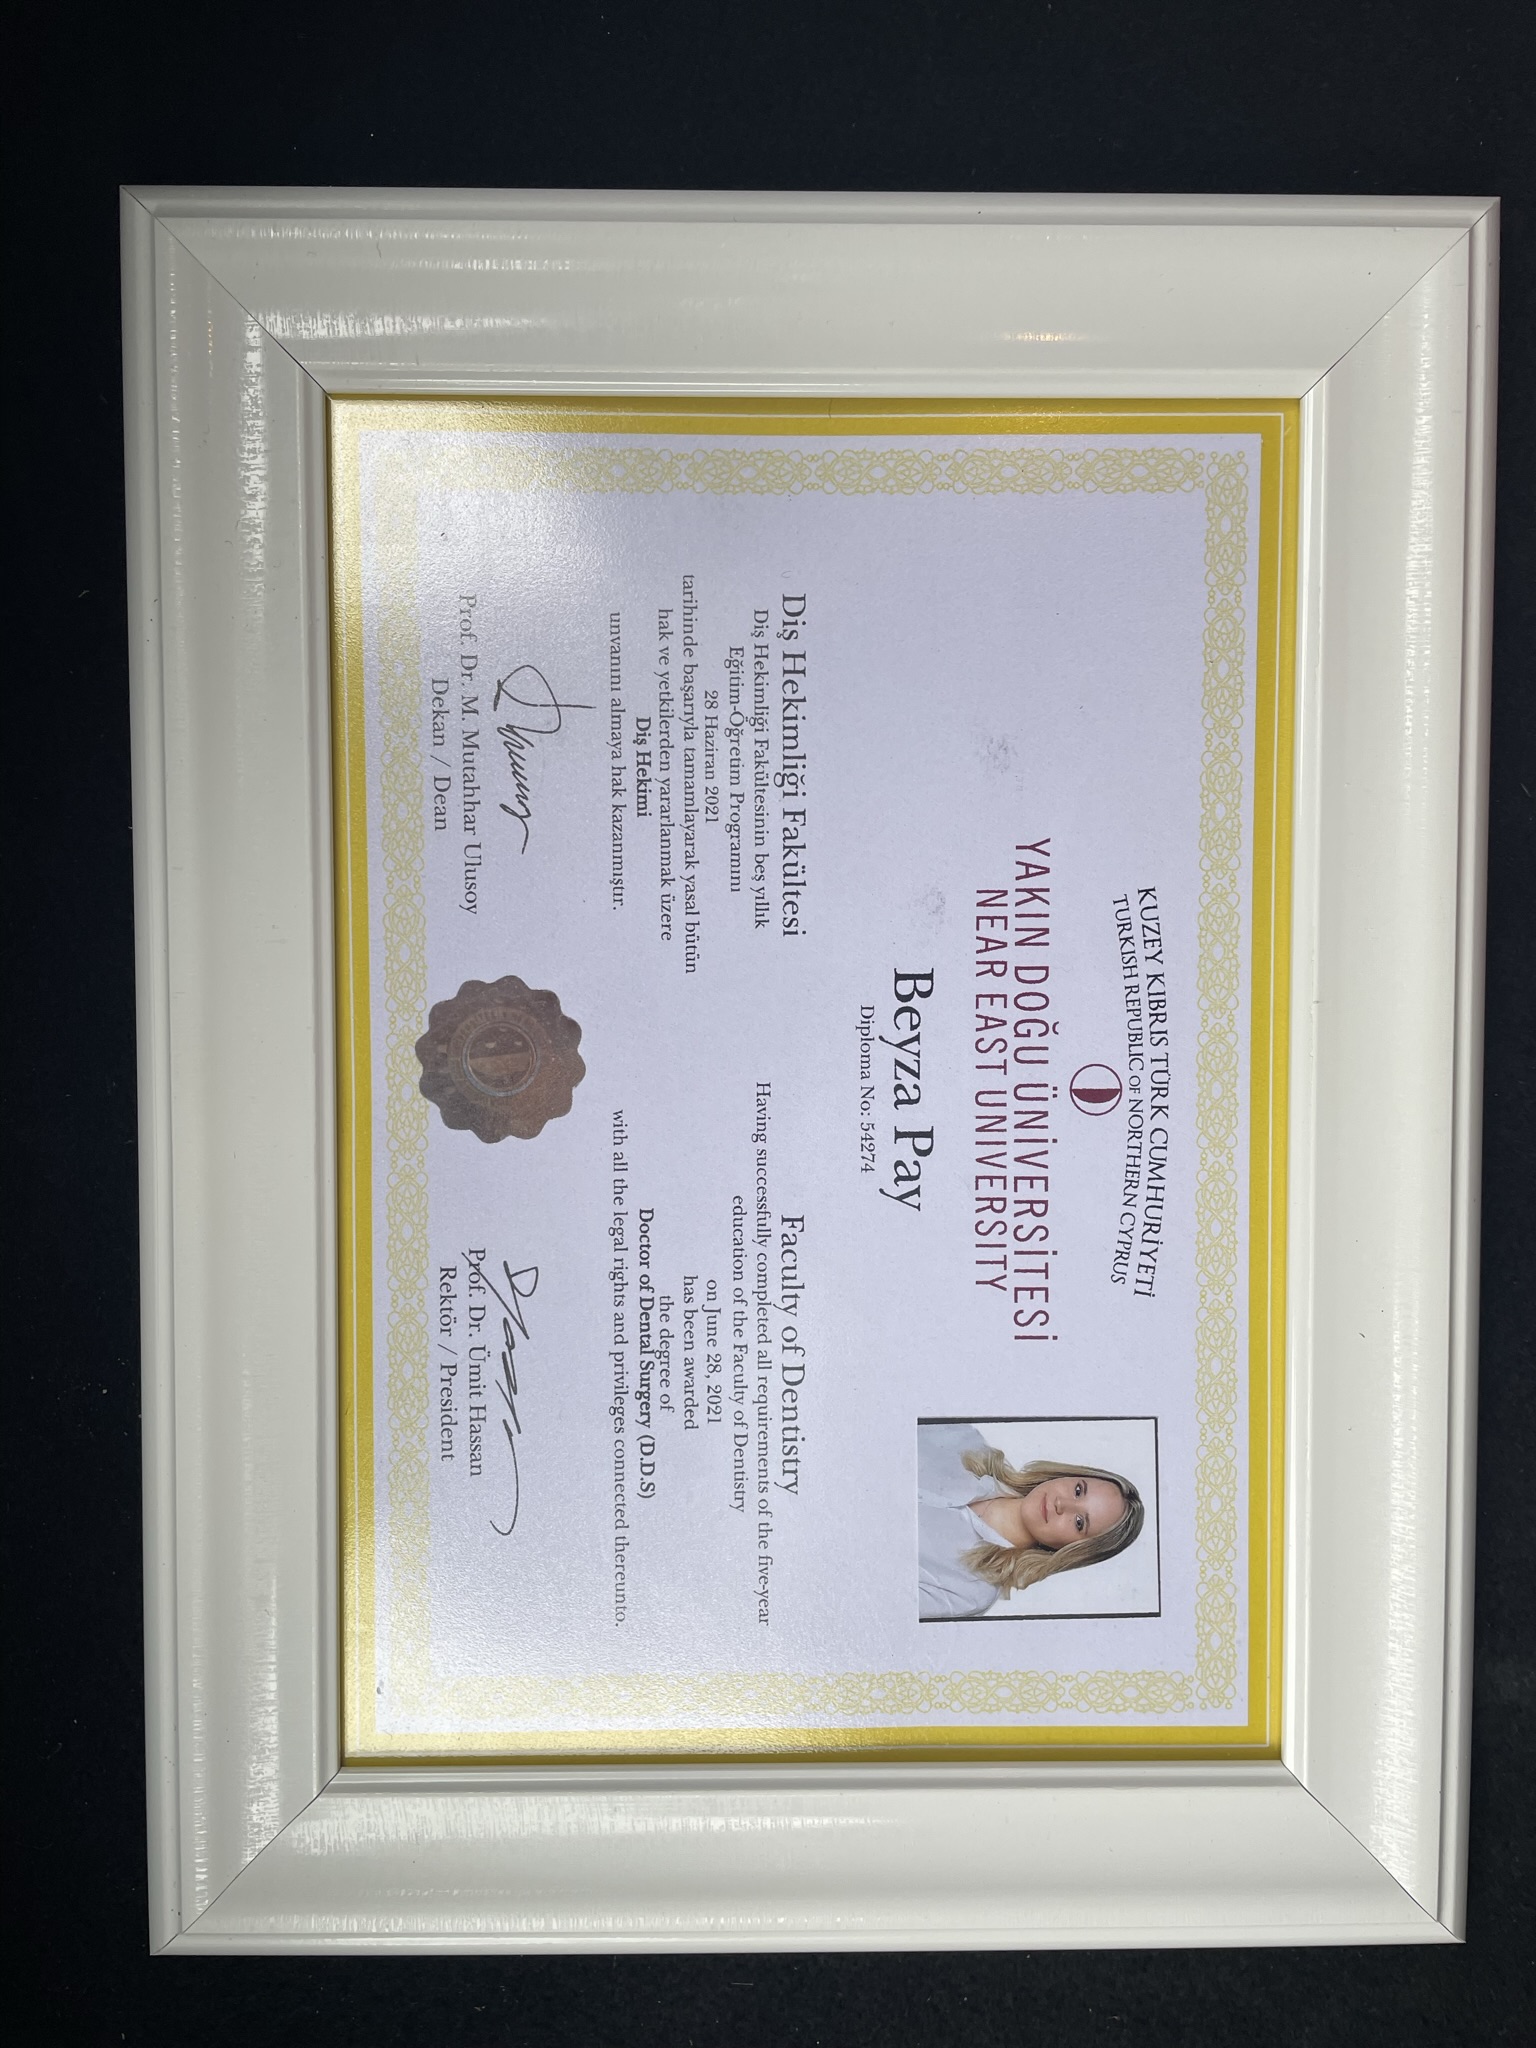 KUZEY KIBRIS TÜRK CUMHURİYETİ
TURKISH REPUBLIC OF NORTHERN CYPRUS
YAKIN DOĞU ÜNİVERSİTESİ
NEAR EAST UNIVERSITY
Beyza Pay
Diploma No: 54274
Diş Hekimliği Fakültesi
Diş Hekimliği Fakültesinin beş yıllık
Eğitim-Öğretim Programını
28 Haziran 2021
tarihinde başarıyla tamamlayarak yasal bütün
hak ve yetkilerden yararlanmak üzere
Diş Hekimi
unvanını almaya hak kazanmıştır.
Faculty of Dentistry
Having successfully completed all requirements of the five-year
education of the Faculty of Dentistry
on June 28, 2021
has been awarded
the degree of
Doctor of Dental Surgery (D.D.S)
with all the legal rights and privileges connected thereunto.
Prof. Dr. M. Mutahhar Ulusoy
Dekan / Dean
Prof. Dr. Ümit Hassan
Rektör / President